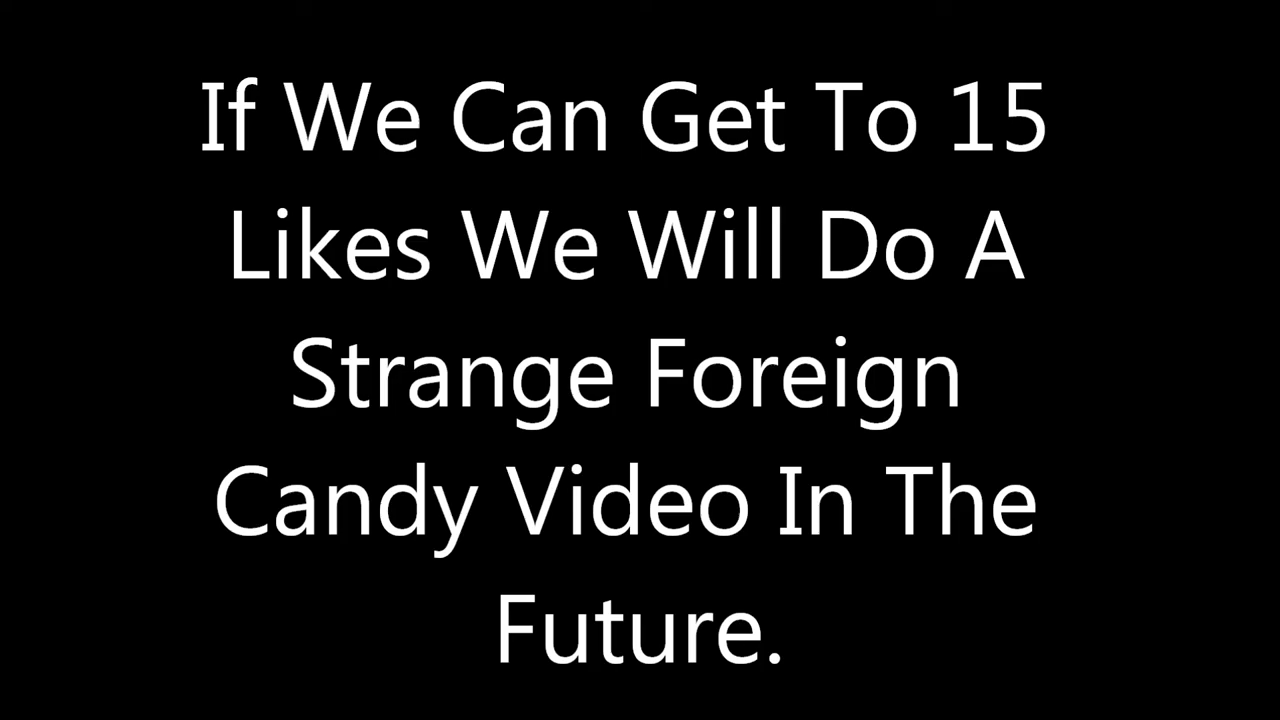 If We Can Get To 15
Likes We Will Do A
Strange Foreign
Candy Video In The
Future.